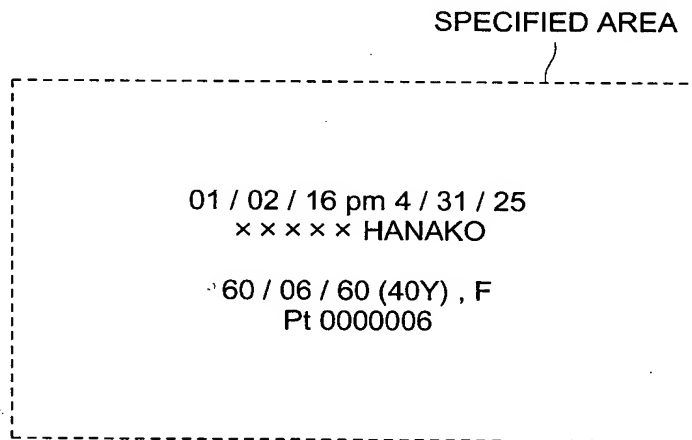 SPECIFIED AREA
01 / 02 / 16 pm 4 / 31 / 25
× × × × × HANAKO
60 / 06 / 60 (40Y) , F
Pt 0000006